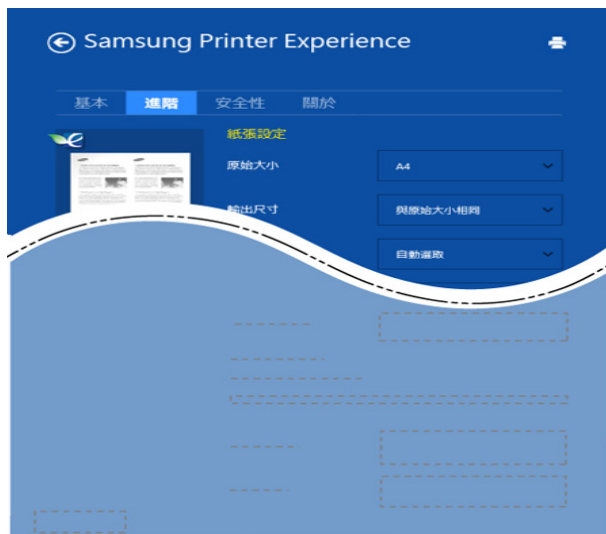 Samsung Printer Experience
基本 進階 安全性 關於
紙張設定
原始大小 A4
輸出尺寸 與原始大小相同
自動選取